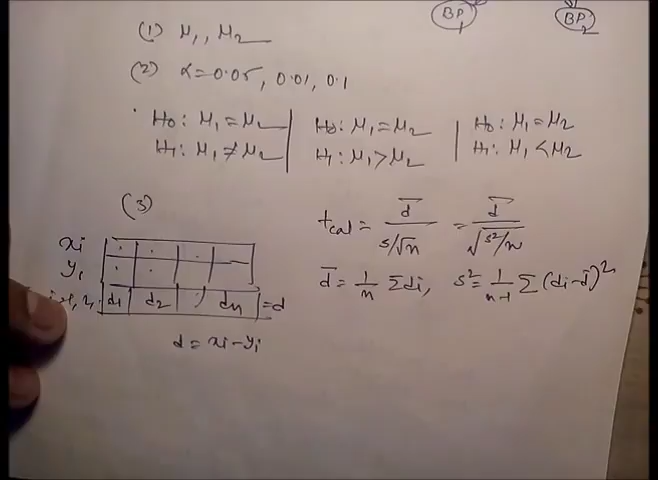 BP1 BP2
(1) μ1, μ2
(2) α=0.05, 0.01, 0.1
H0: μ1=μ2 | H0: μ1=μ2 | H0: μ1=μ2
H1: μ1≠μ2 | H1: μ1>μ2 | H1: μ1<μ2
(3)
tcal = d̄/(s/√n) = d̄/√(s²/n)
xi
yi
d1 d2 , dn =d
d̄ = 1/n Σdi, s² = 1/(n-1) Σ(di-d̄)²
d = xi-yi